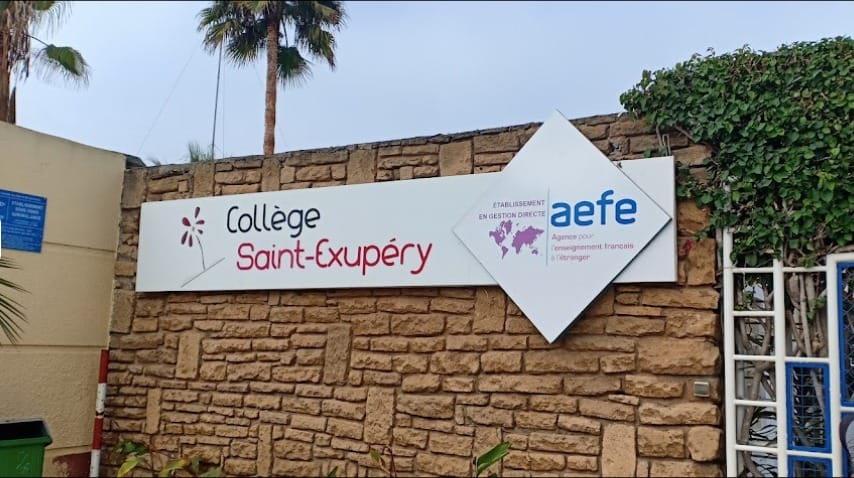 Collège
Saint-Exupéry
ÉTABLISSEMENT
EN GESTION DIRECTE
aefe
Agence pour
l'enseignement français
à l'étranger